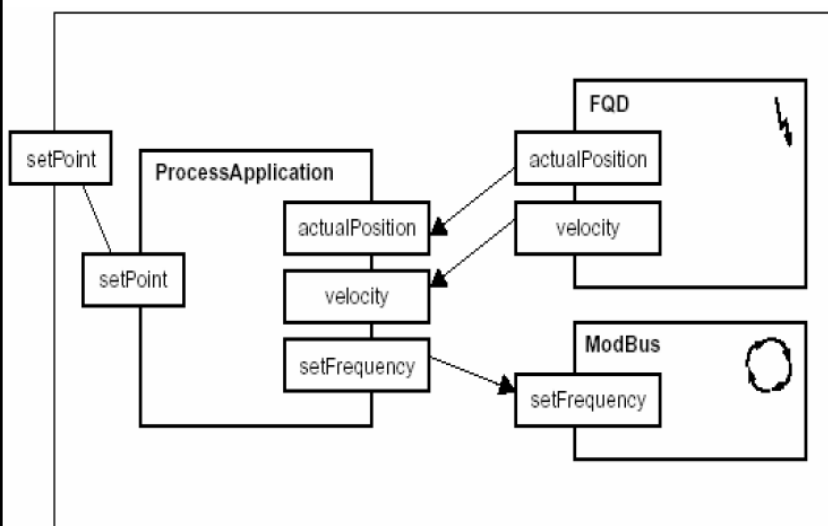 FQD
setPoint
actualPosition
ProcessApplication
actualPosition
velocity
setPoint
velocity
ModBus
setFrequency
setFrequency